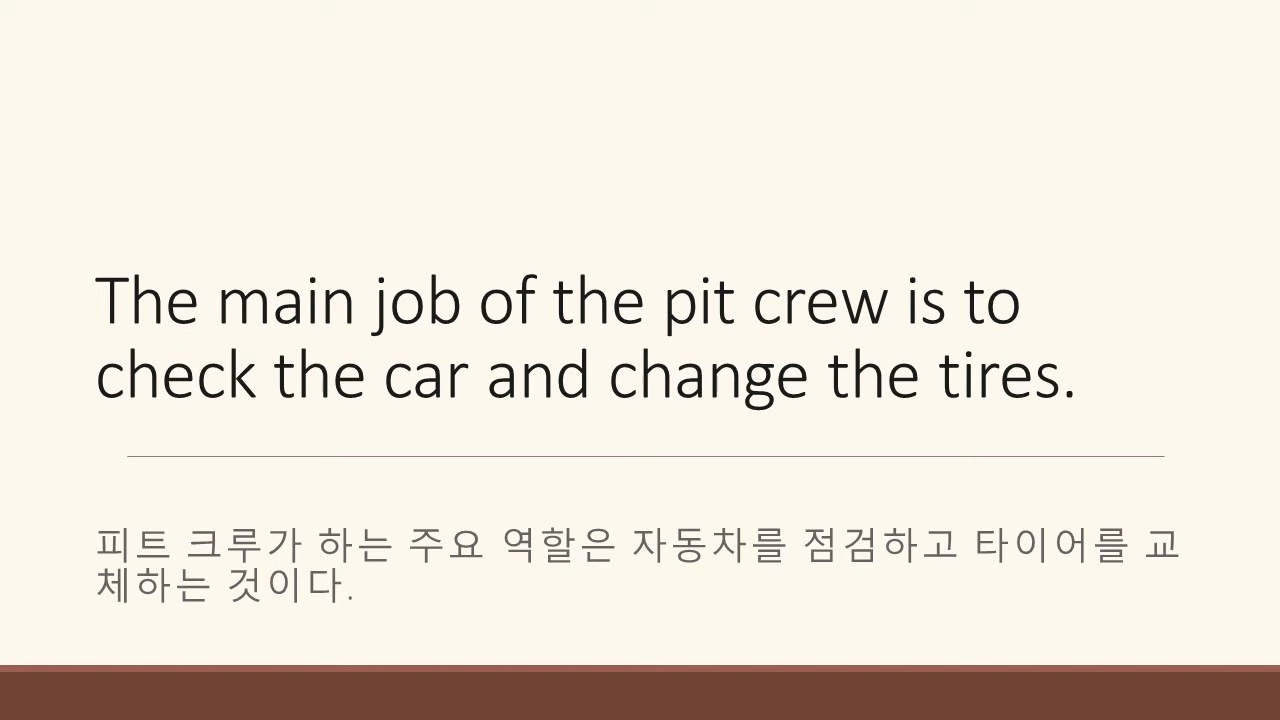 The main job of the pit crew is to
check the car and change the tires.
피트 크루가 하는 주요 역할은 자동차를 점검하고 타이어를 교
체하는 것이다.